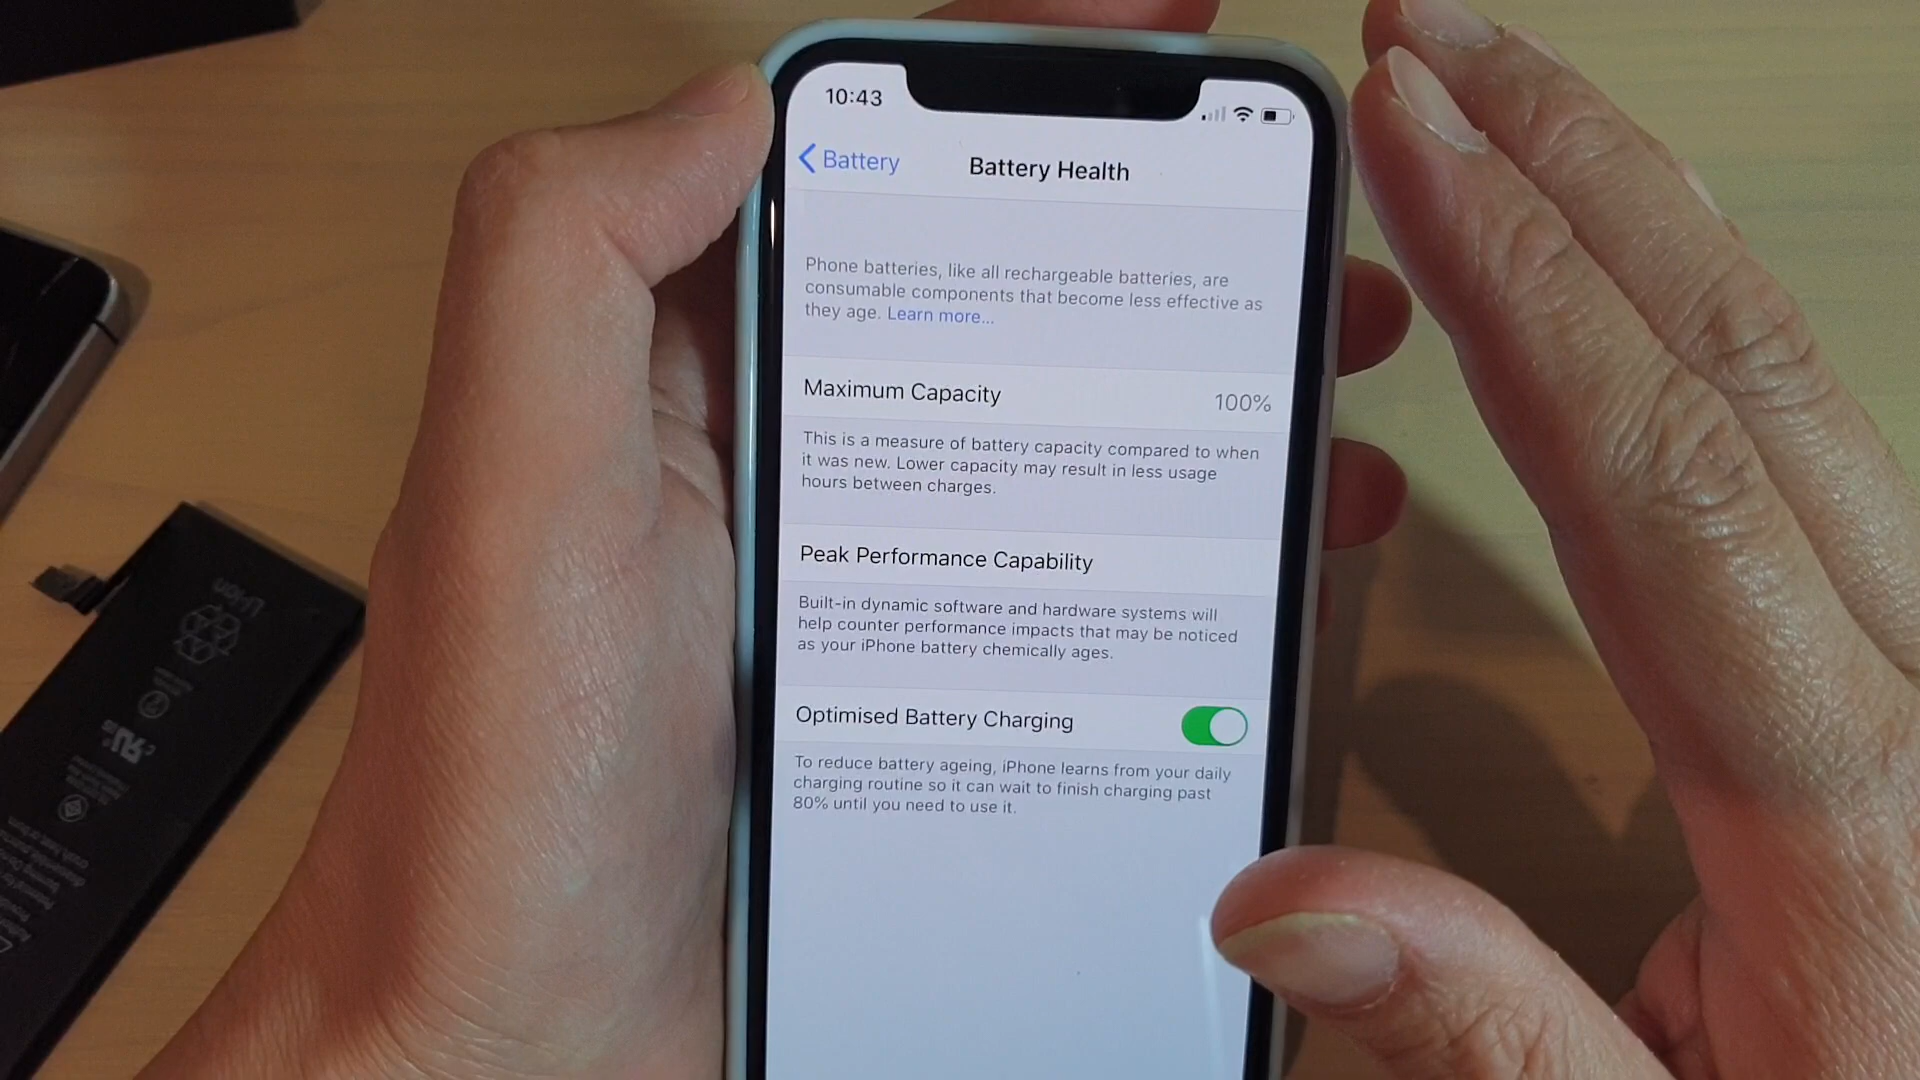 10:43
Battery
Battery Health
Phone batteries, like all rechargeable batteries, are
consumable components that become less effective as
they age. Learn more...
Maximum Capacity 100%
This is a measure of battery capacity compared to when
it was new. Lower capacity may result in less usage
hours between charges.
Peak Performance Capability
Built-in dynamic software and hardware systems will
help counter performance impacts that may be noticed
as your iPhone battery chemically ages.
Optimised Battery Charging
To reduce battery ageing, iPhone learns from your daily
charging routine so it can wait to finish charging past
80% until you need to use it.
Li-ion